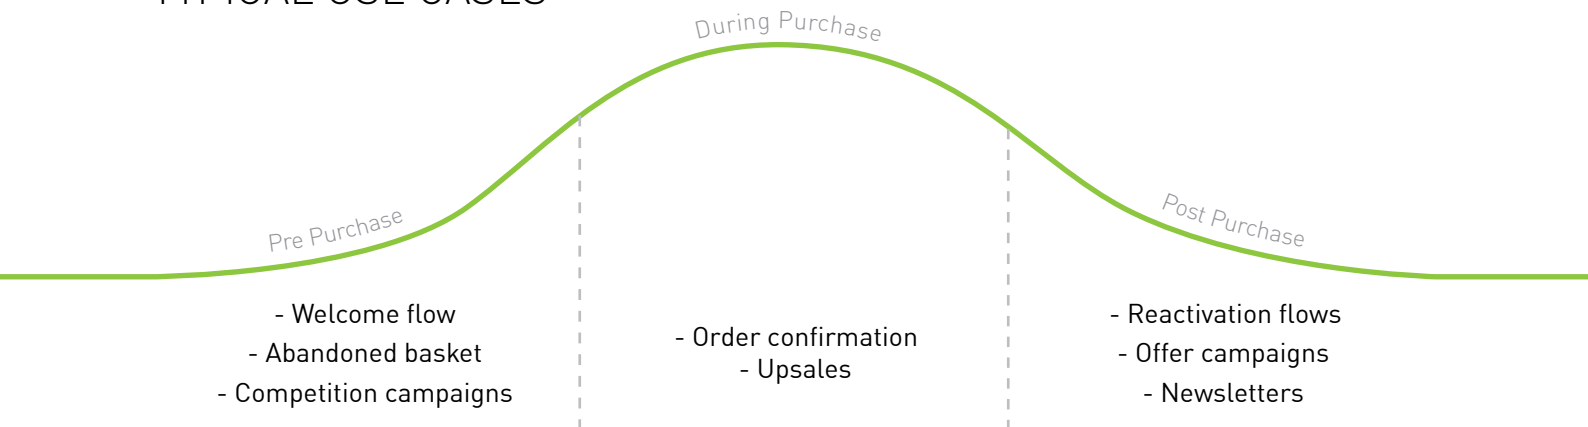 During Purchase
Pre Purchase
Post Purchase
- Welcome flow
- Abandoned basket
- Competition campaigns
- Order confirmation
- Upsales
- Reactivation flows
- Offer campaigns
- Newsletters